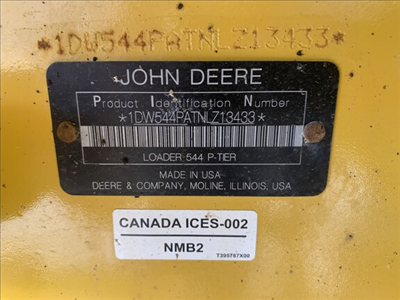 *1DW544PATNLZ13433*
JOHN DEERE
Product Identification Number
*1DW544PATNLZ13433*
LOADER 544 P-TIER
MADE IN USA
DEERE & COMPANY, MOLINE, ILLINOIS, USA
CANADA ICES-002
NMB2
T398787X00